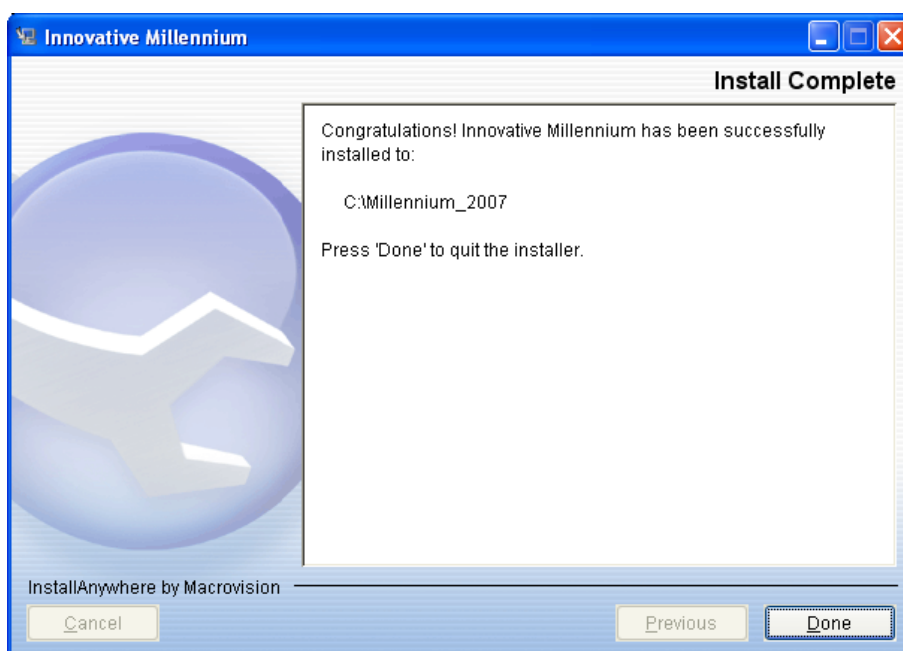 Innovative Millennium
Install Complete
Congratulations! Innovative Millennium has been successfully
installed to:
C:\Millennium_2007
Press 'Done' to quit the installer.
InstallAnywhere by Macrovision
Cancel
Previous
Done